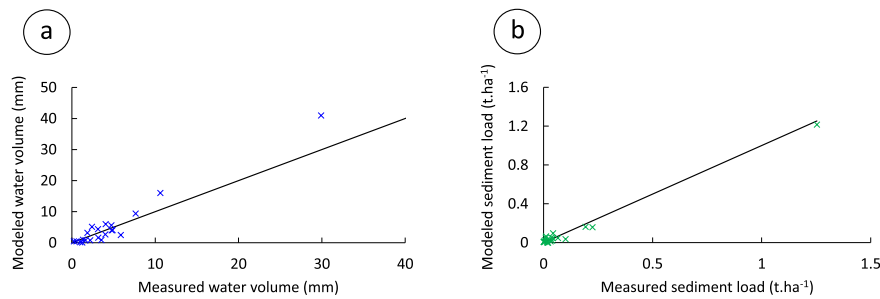 a
b
Modeled water volume (mm)
50
40
30
20
10
0
0 10 20 30 40
Measured water volume (mm)
Modeled sediment load (t.ha⁻¹)
1.6
1.2
0.8
0.4
0
0 0.5 1 1.5
Measured sediment load (t.ha⁻¹)